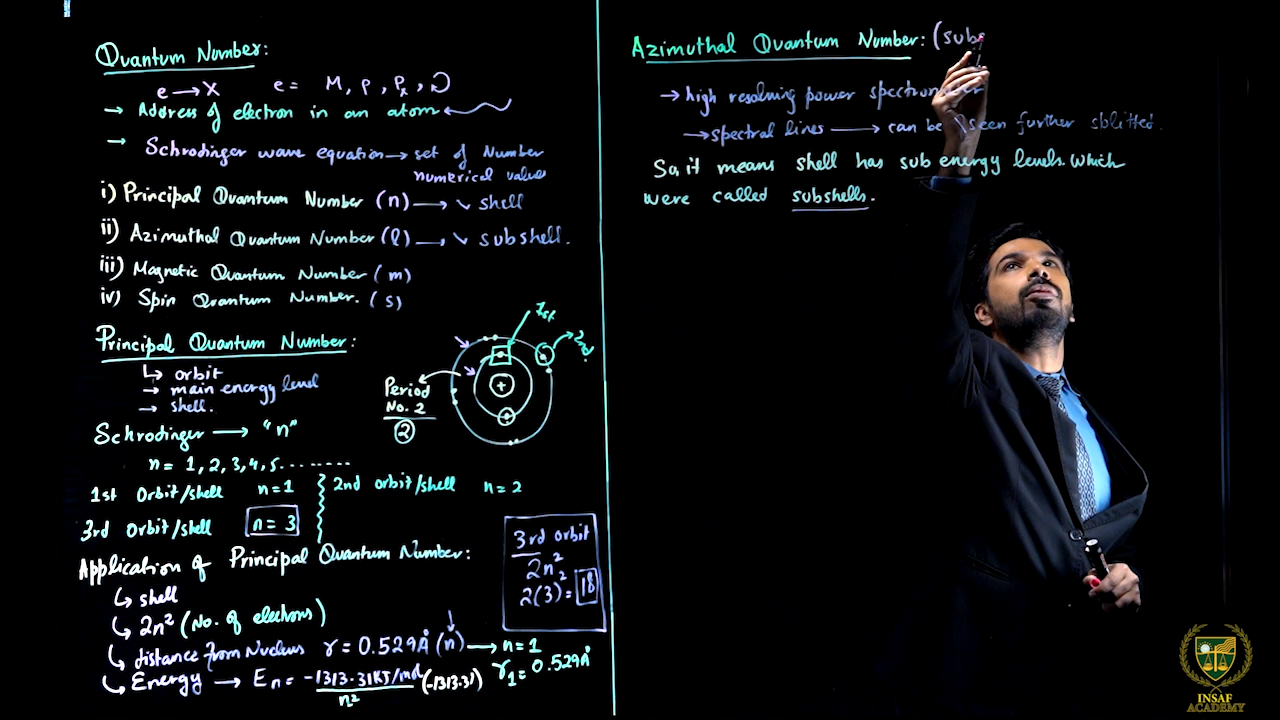 Quantum Number:
e → X   e = M, P, Px, ↻
→ Address of electron in an atom ←
→ Schrodinger wave equation → set of Number
numerical values
i) Principal Quantum Number (n) → ✓ shell
ii) Azimuthal Quantum Number (l) → ✓ subshell.
iii) Magnetic Quantum Number (m)
iv) Spin Quantum Number. (s)
Principal Quantum Number:
↳ orbit
→ main energy level
→ shell.
1st
2nd
+
Period
No. 2
2
Schrodinger → "n"
n = 1, 2, 3, 4, 5.........
1st Orbit/shell n=1
2nd orbit/shell n = 2
3rd Orbit/shell n = 3
Application of Principal Quantum Number:
↳ shell
↳ 2n² (No. of electrons)
↳ distance from Nucleus r = 0.529Å (n) → n = 1
r₁ = 0.529Å
↳ Energy → En = -1313.31KJ/mol (-1313.31)
n²
3rd orbit
2n²
2(3)² = 18
Azimuthal Quantum Number: (subs
→ high resolving power
→ spectral lines → can be seen further splitted.
So, it means shell has sub energy levels which
were called subshells.
INSAF
ACADEMY